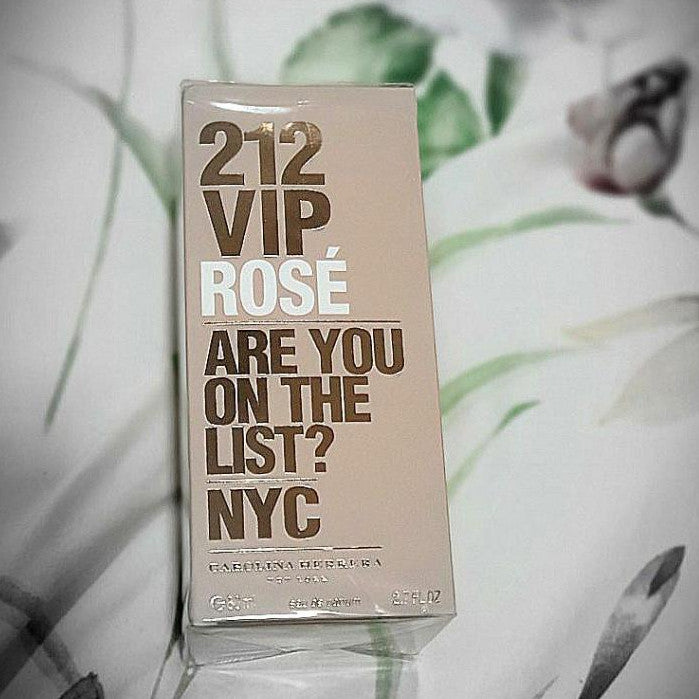 212
VIP
ROSÉ
ARE YOU
ON THE
LIST?
NYC
CAROLINA HERRERA
NEW YORK
80ml eau de parfum 2.7 FL.OZ